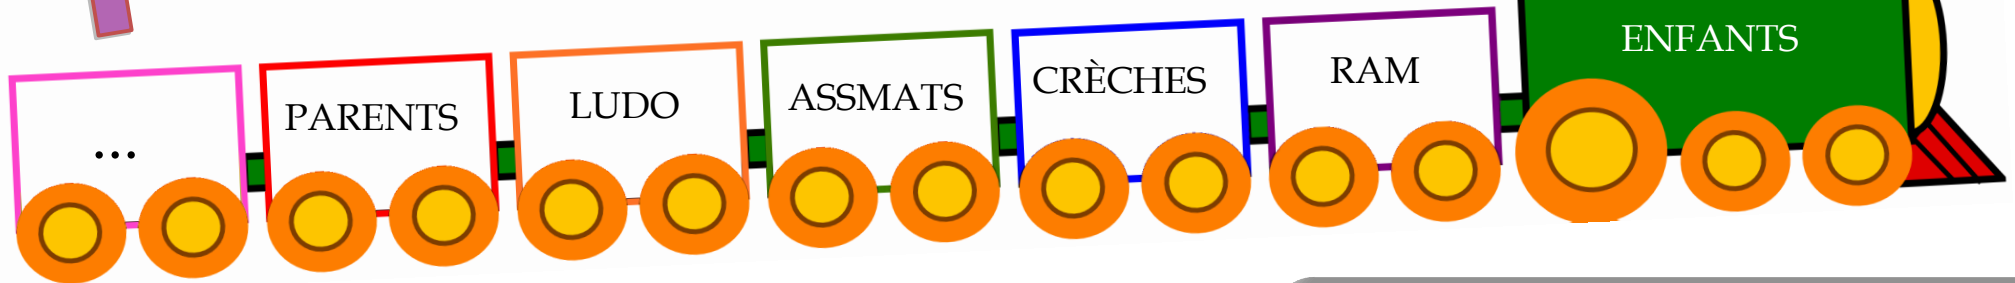 ...
PARENTS
LUDO
ASSMATS
CRÈCHES
RAM
ENFANTS